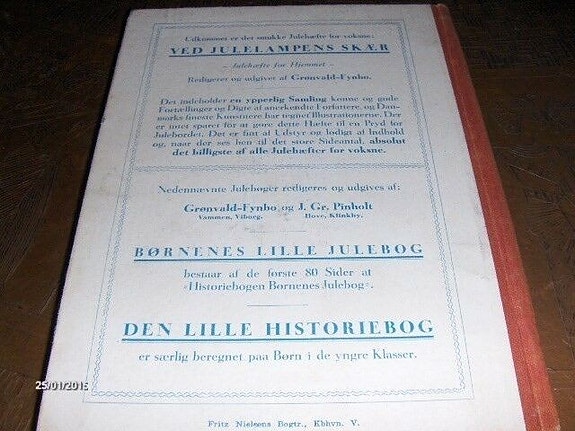 Udkommet er det smukke Julehæfte for voksne:
VED JULELAMPENS SKÆR
- Julehæfte for Hjemmet -
Redigeret og udgivet af Grønvald-Fynbo.
Det indeholder en ypperlig Samling kønne og gode
Fortællinger og Digte af anerkendte Forfattere, og Dan-
marks fineste Kunstnere har tegnet Illustrationerne. Der
er intet sparet for at gøre dette Hæfte til en Pryd for
Julebordet. Det er fint af Udstyr og lødigt af Indhold
og, naar der ses hen til det store Sideantal, absolut
det billigste af alle Julehæfter for voksne.
Nedennævnte Julebøger redigeres og udgives af:
Grønvald-Fynbo og J. Gr. Pinholt
Vammen, Viborg. Hove, Klinkby.
BØRNENES LILLE JULEBOG
bestaar af de første 80 Sider af
»Historiebogen Børnenes Julebog«.
DEN LILLE HISTORIEBOG
er særlig beregnet paa Børn i de yngre Klasser.
Fritz Nielsens Bogtr., Kbhvn. V.
25/01/2015